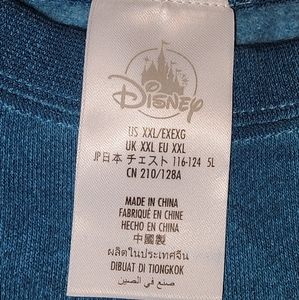 Disney
US XXL/EXEXG
UK XXL EU XXL
JP日本 チェスト 116-124 5L
CN 210/128A
MADE IN CHINA
FABRIQUÉ EN CHINE
HECHO EN CHINA
中國製
ผลิตในประเทศจีน
صنع في الصين
DIBUAT DI TIONGKOK